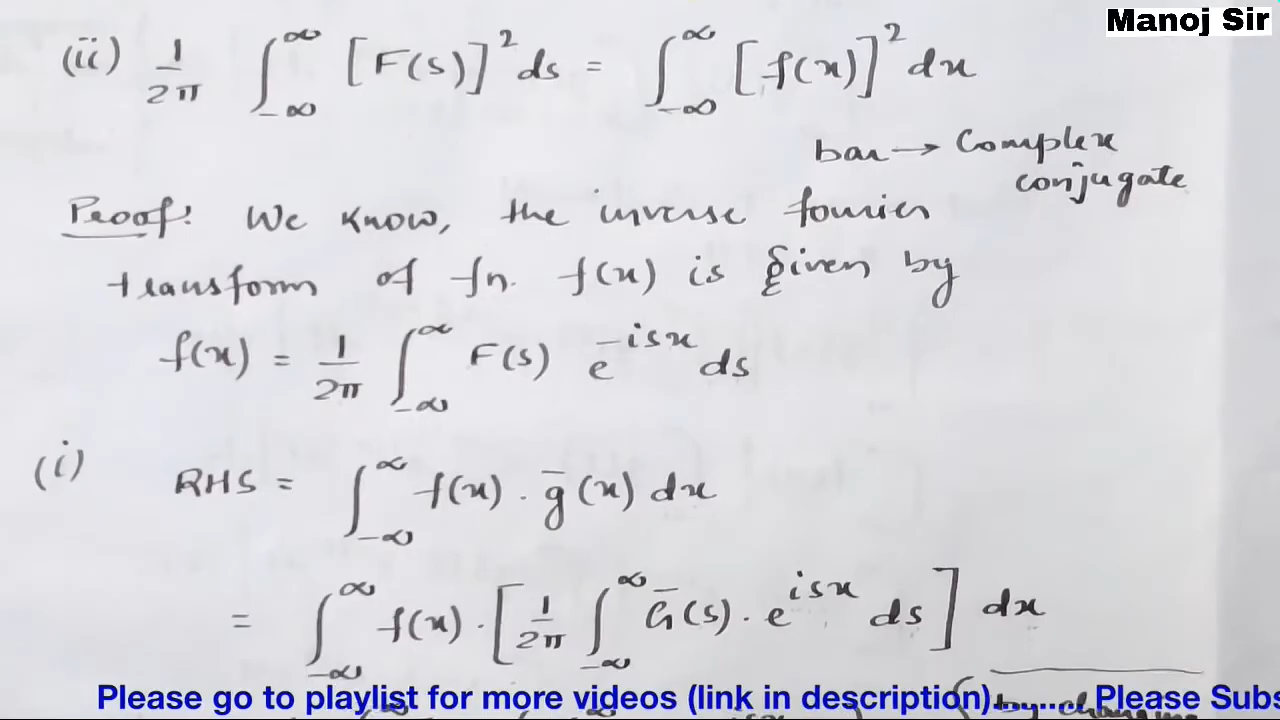 Manoj Sir
(ii) 1/2π ∫_{-∞}^{∞} [F(s)]² ds = ∫_{-∞}^{∞} [f(x)]² dx
bar → Complex
conjugate
Proof: We know, the inverse fourier
transform of fn. f(x) is given by
f(x) = 1/2π ∫_{-∞}^{∞} F(s) e^{-isx} ds
(i) RHS = ∫_{-∞}^{∞} f(x) . ḡ(x) dx
= ∫_{-∞}^{∞} f(x) . [1/2π ∫_{-∞}^{∞} Ḡ(s) . e^{isx} ds] dx
Please go to playlist for more videos (link in description)......... Please Subs